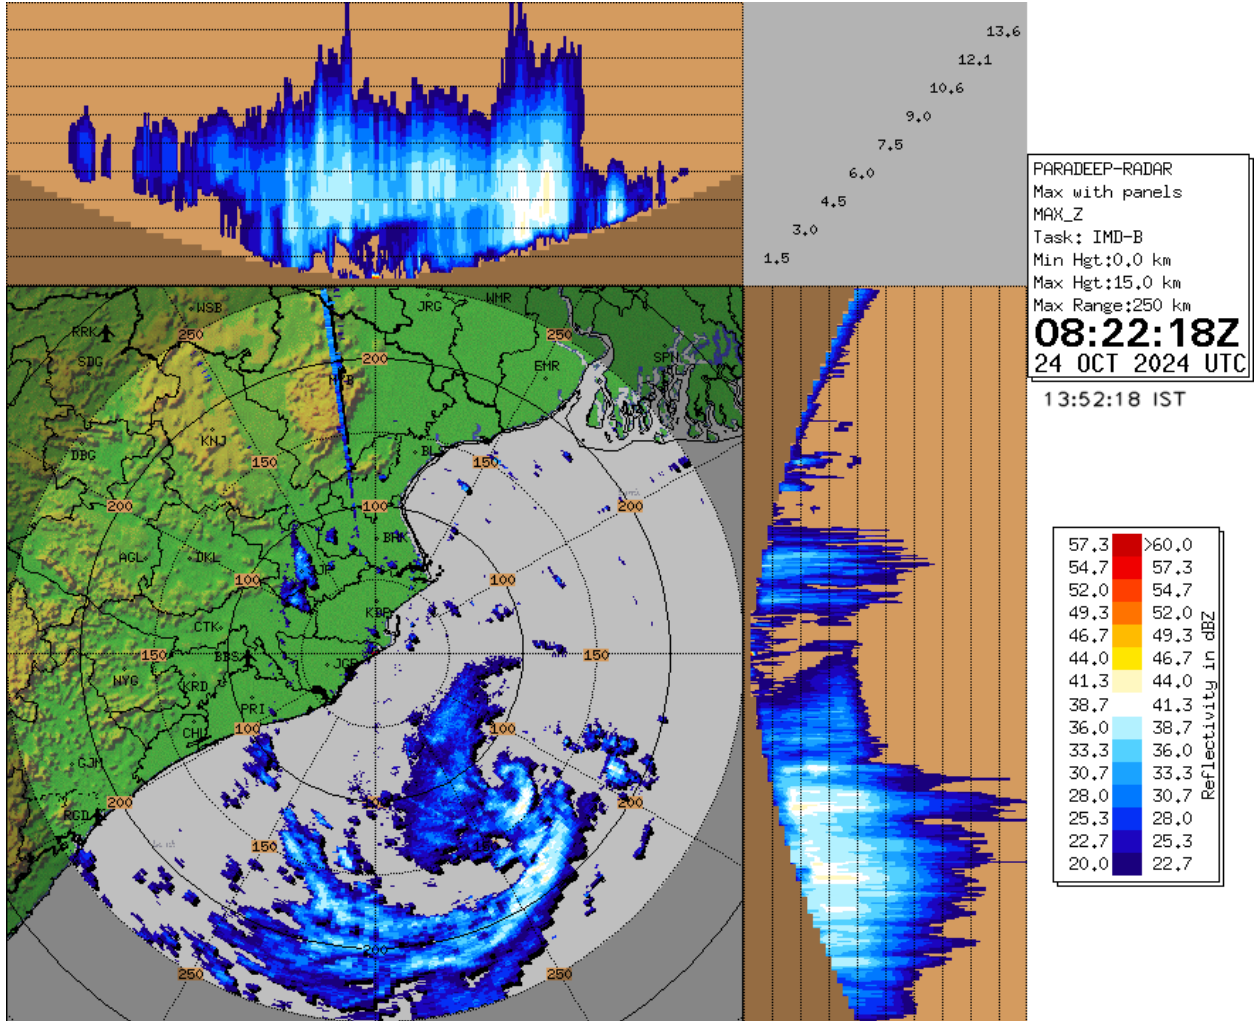 13.6
12.1
10.6
9.0
7.5
6.0
4.5
3.0
1.5
PARADEEP-RADAR
Max with panels
MAX_Z
Task: IMD-B
Min Hgt:0.0 km
Max Hgt:15.0 km
Max Range:250 km
08:22:18Z
24 OCT 2024 UTC
13:52:18 IST
WSB
JRG
WMR
RRK
250
250
SDG
200
EMR
SPN
KNJ
DBG
150
BL
150
200
100
200
AGL
DKL
BHK
100
100
CTK
150
BBS
JGP
150
NYG
KRD
PRI
100
100
CHL
GJM
200
200
RGD
150
200
250
250
57.3 >60.0
54.7 57.3
52.0 54.7
49.3 52.0
46.7 49.3
44.0 46.7
41.3 44.0
38.7 41.3
36.0 38.7
33.3 36.0
30.7 33.3
28.0 30.7
25.3 28.0
22.7 25.3
20.0 22.7
Reflectivity in dBZ